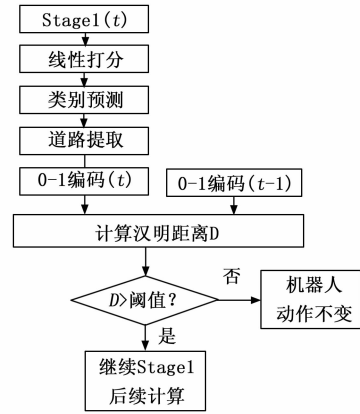 Stage1(t)
线性打分
类别预测
道路提取
0-1编码(t)
0-1编码(t-1)
计算汉明距离D
D>阈值?
否
机器人
动作不变
是
继续Stage1
后续计算